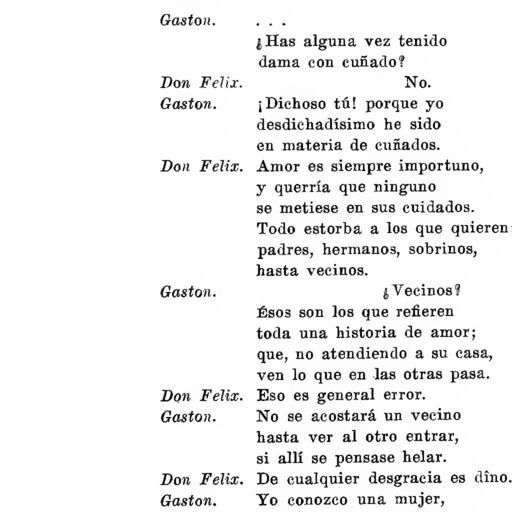 Gaston. . . .
¿Has alguna vez tenido
dama con cuñado?
Don Felix. No.
Gaston. ¡Dichoso tú! porque yo
desdichadísimo he sido
en materia de cuñados.
Don Felix. Amor es siempre importuno,
y querría que ninguno
se metiese en sus cuidados.
Todo estorba a los que quieren:
padres, hermanos, sobrinos,
hasta vecinos.
Gaston. ¿Vecinos?
Ésos son los que refieren
toda una historia de amor;
que, no atendiendo a su casa,
ven lo que en las otras pasa.
Don Felix. Eso es general error.
Gaston. No se acostará un vecino
hasta ver al otro entrar,
si allí se pensase helar.
Don Felix. De cualquier desgracia es dîno.
Gaston. Yo conozco una mujer,